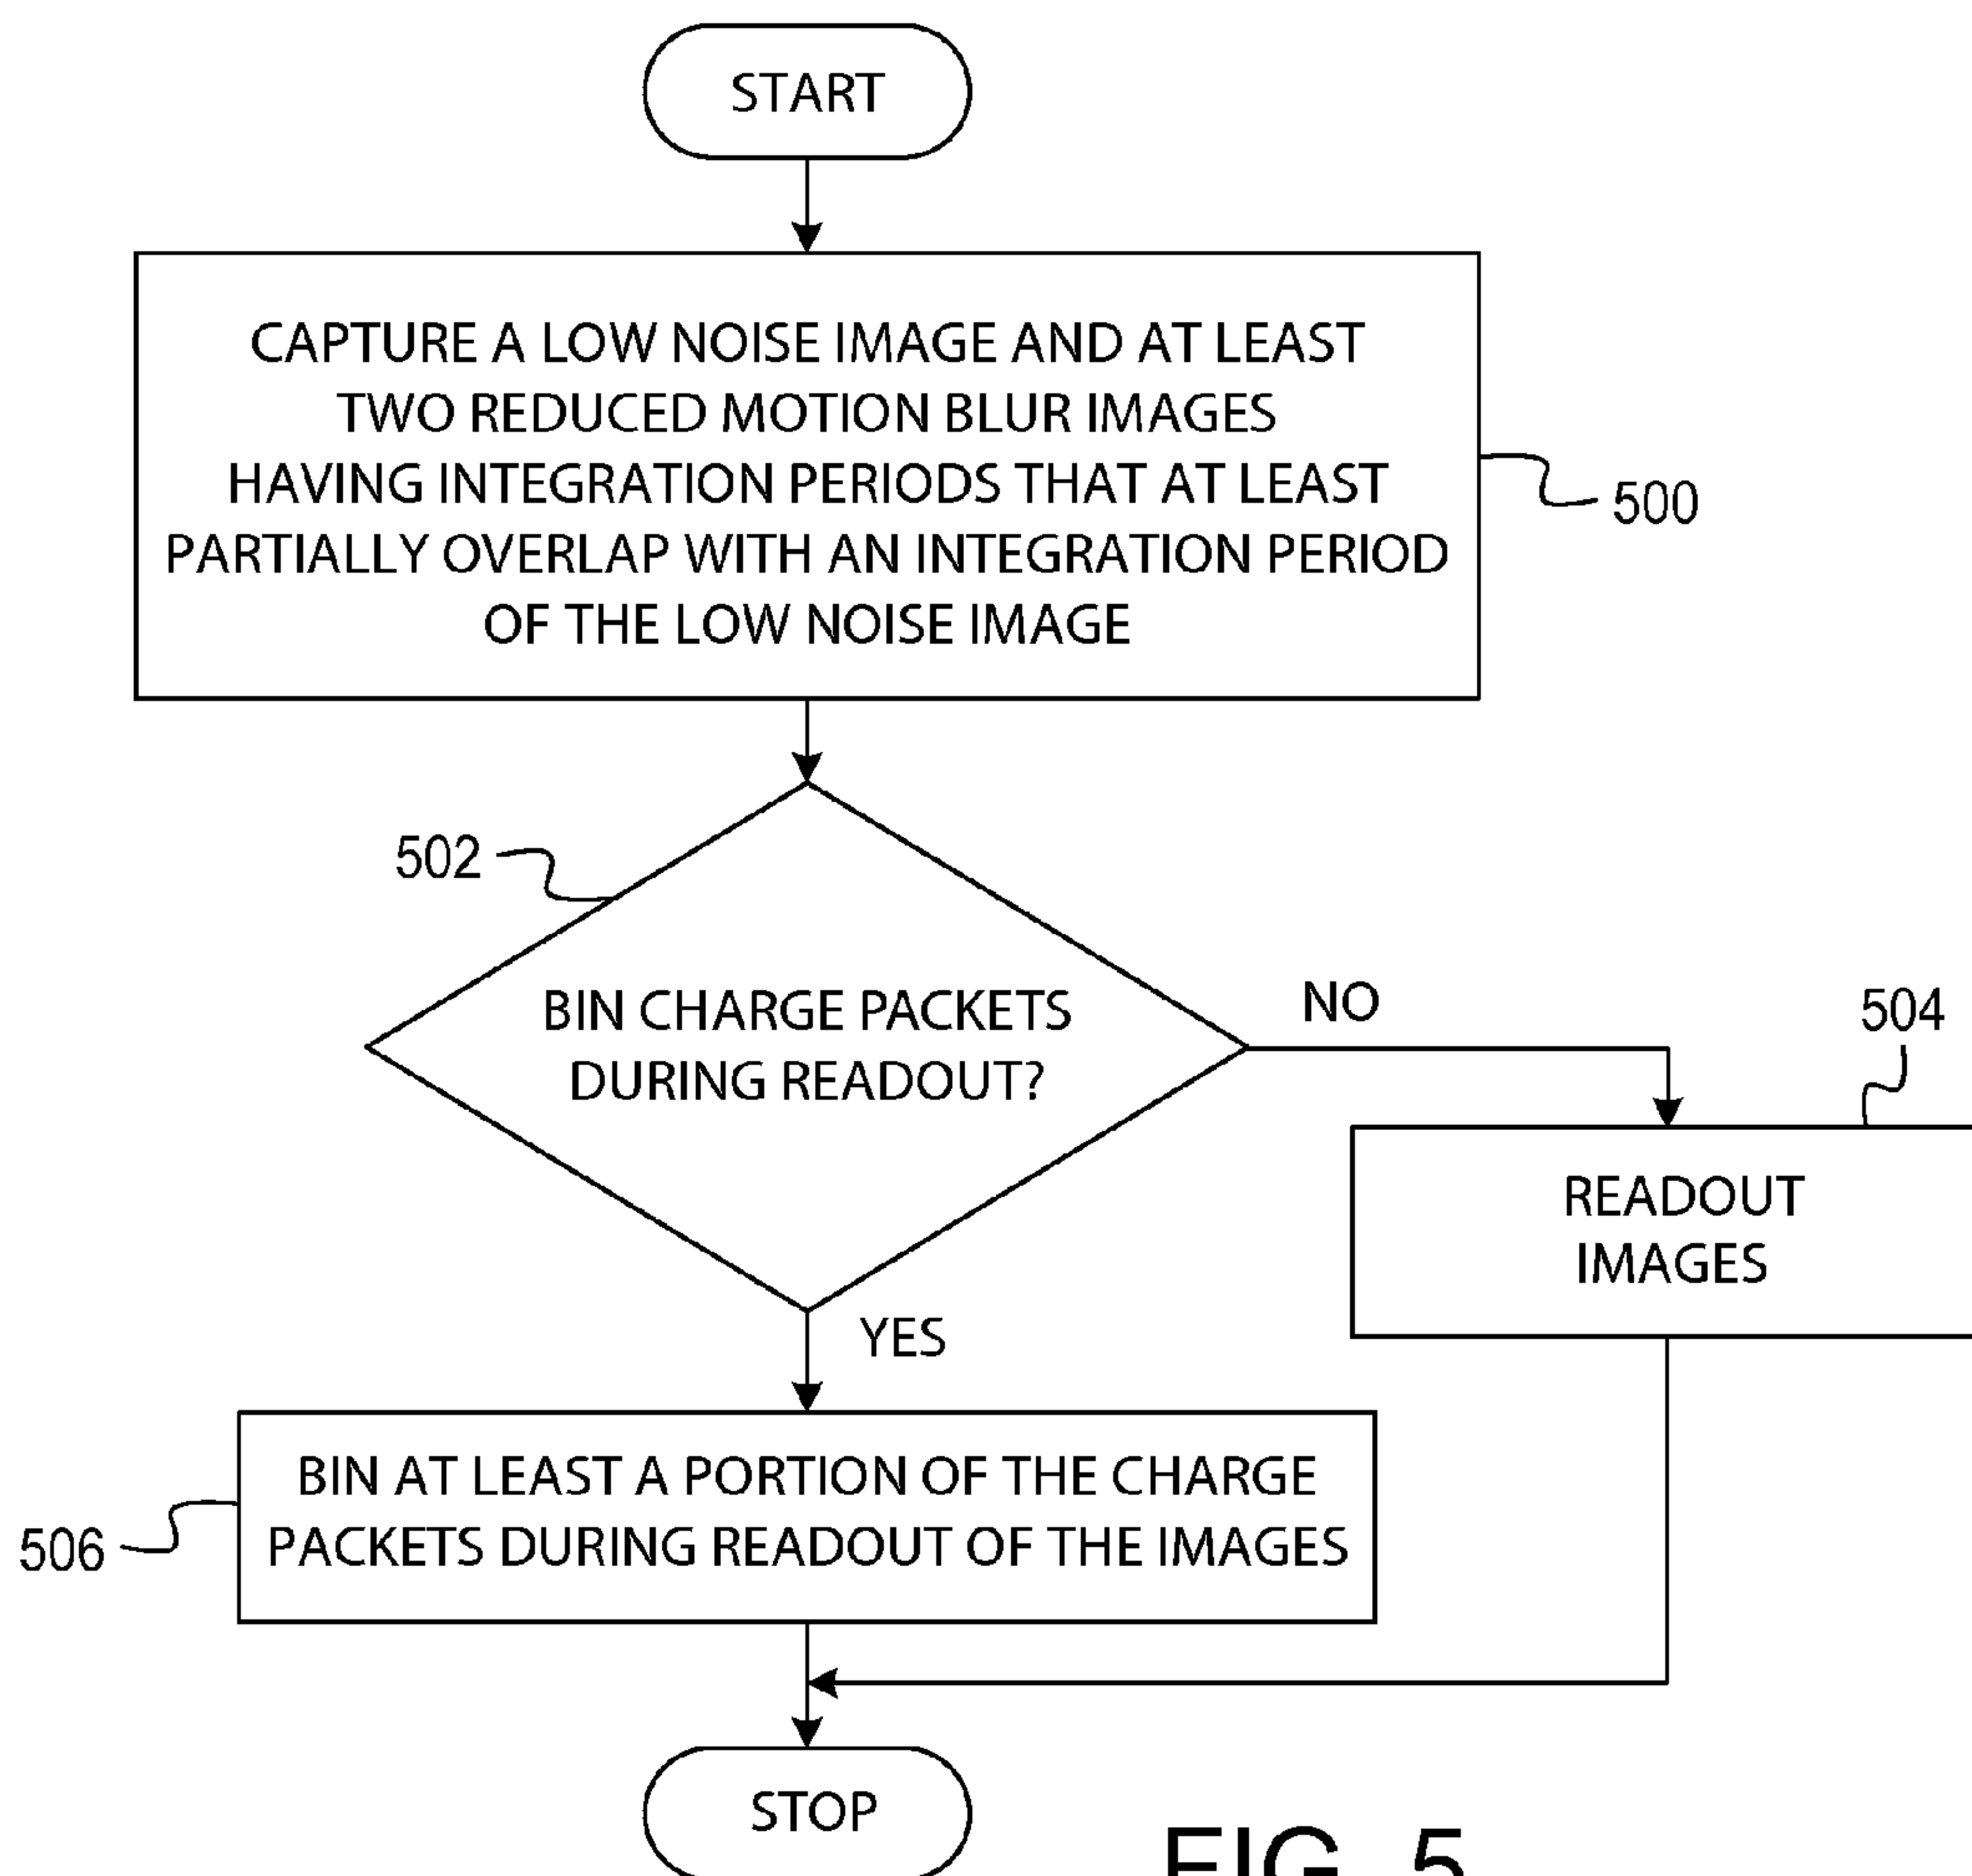 START
CAPTURE A LOW NOISE IMAGE AND AT LEAST
TWO REDUCED MOTION BLUR IMAGES
HAVING INTEGRATION PERIODS THAT AT LEAST
PARTIALLY OVERLAP WITH AN INTEGRATION PERIOD
OF THE LOW NOISE IMAGE
500
502
BIN CHARGE PACKETS
DURING READOUT?
NO
504
READOUT
IMAGES
YES
BIN AT LEAST A PORTION OF THE CHARGE
PACKETS DURING READOUT OF THE IMAGES
506
STOP
FIG. 5